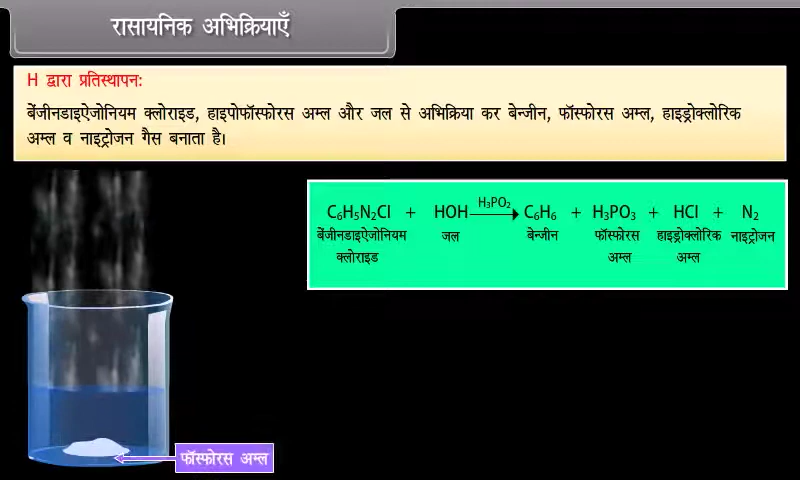 रासायनिक अभिक्रियाएँ
H द्वारा प्रतिस्थापन:
बेंजीनडाइऐजोनियम क्लोराइड, हाइपोफॉस्फोरस अम्ल और जल से अभिक्रिया कर बेन्जीन, फॉस्फोरस अम्ल, हाइड्रोक्लोरिक
अम्ल व नाइट्रोजन गैस बनाता है।
C₆H₅N₂Cl + HOH —H₃PO₂→ C₆H₆ + H₃PO₃ + HCl + N₂
बेंजीनडाइऐजोनियम जल बेन्जीन फॉस्फोरस हाइड्रोक्लोरिक नाइट्रोजन
क्लोराइड अम्ल अम्ल
फॉस्फोरस अम्ल